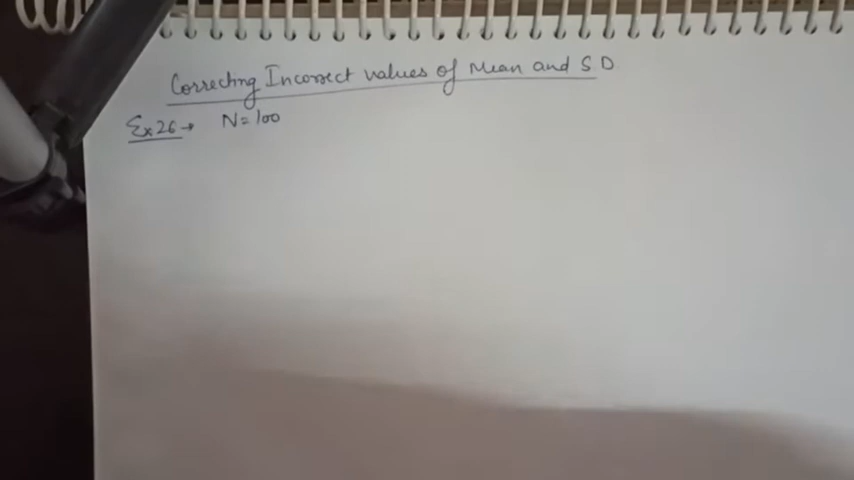 Correcting Incorrect values of Mean and S D
Ex 26 → N = 100